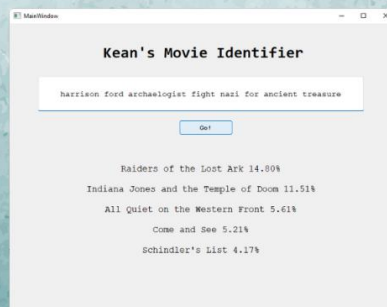 MainWindow
Kean's Movie Identifier
harrison ford archaelogist fight nazi for ancient treasure
Go!
Raiders of the Lost Ark 14.80%
Indiana Jones and the Temple of Doom 11.51%
All Quiet on the Western Front 5.61%
Come and See 5.21%
Schindler's List 4.17%